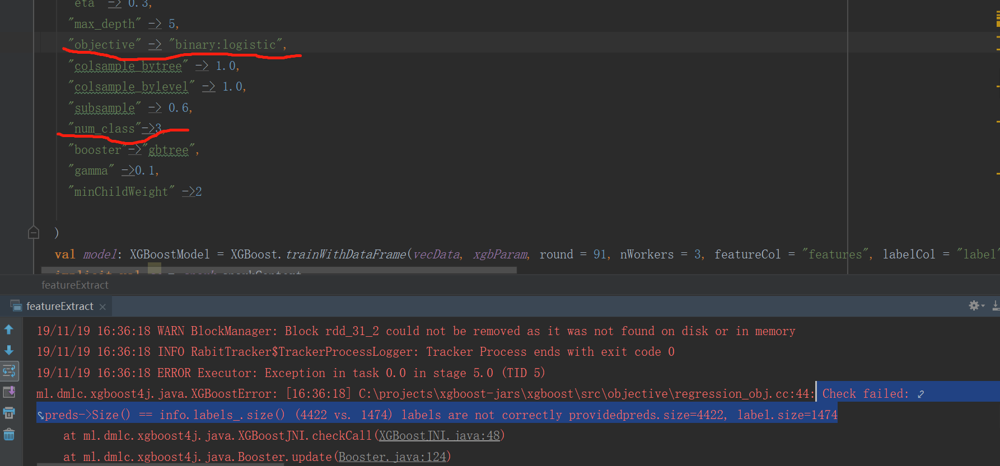 "eta" -> 0.3,
"max_depth" -> 5,
"objective" -> "binary:logistic",
"colsample_bytree" -> 1.0,
"colsample_bylevel" -> 1.0,
"subsample" -> 0.6,
"num_class"->3,
"booster"->"gbtree",
"gamma" ->0.1,
"minChildWeight" ->2
)
val model: XGBoostModel = XGBoost.trainWithDataFrame(vecData, xgbParam, round = 91, nWorkers = 3, featureCol = "features", labelCol = "label"
featureExtract
featureExtract
19/11/19 16:36:18 WARN BlockManager: Block rdd_31_2 could not be removed as it was not found on disk or in memory
19/11/19 16:36:18 INFO RabitTracker$TrackerProcessLogger: Tracker Process ends with exit code 0
19/11/19 16:36:18 ERROR Executor: Exception in task 0.0 in stage 5.0 (TID 5)
ml.dmlc.xgboost4j.java.XGBoostError: [16:36:18] C:\projects\xgboost-jars\xgboost\src\objective\regression_obj.cc:44: Check failed:
preds->Size() == info.labels_.size() (4422 vs. 1474) labels are not correctly providedpreds.size=4422, label.size=1474
at ml.dmlc.xgboost4j.java.XGBoostJNI.checkCall(XGBoostJNI.java:48)
at ml.dmlc.xgboost4j.java.Booster.update(Booster.java:124)